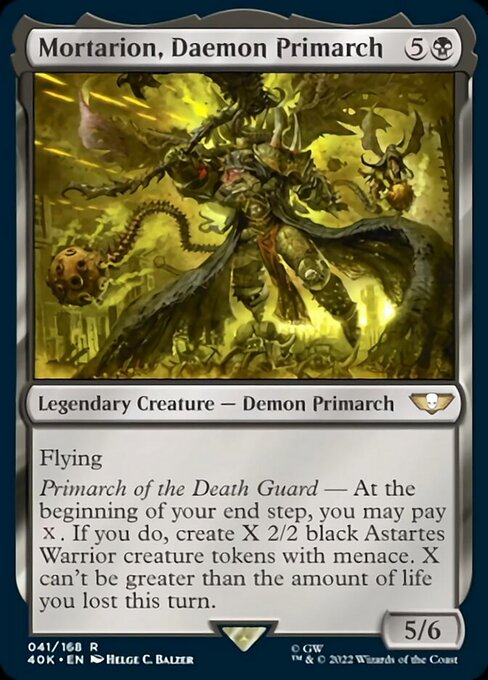 Mortarion, Daemon Primarch 5
Legendary Creature — Demon Primarch
Flying
Primarch of the Death Guard — At the
beginning of your end step, you may pay
X. If you do, create X 2/2 black Astartes
Warrior creature tokens with menace. X
can't be greater than the amount of life
you lost this turn.
5/6
041/168 R
40K • EN Helge C. Balzer
© GW
™ & © 2022 Wizards of the Coast